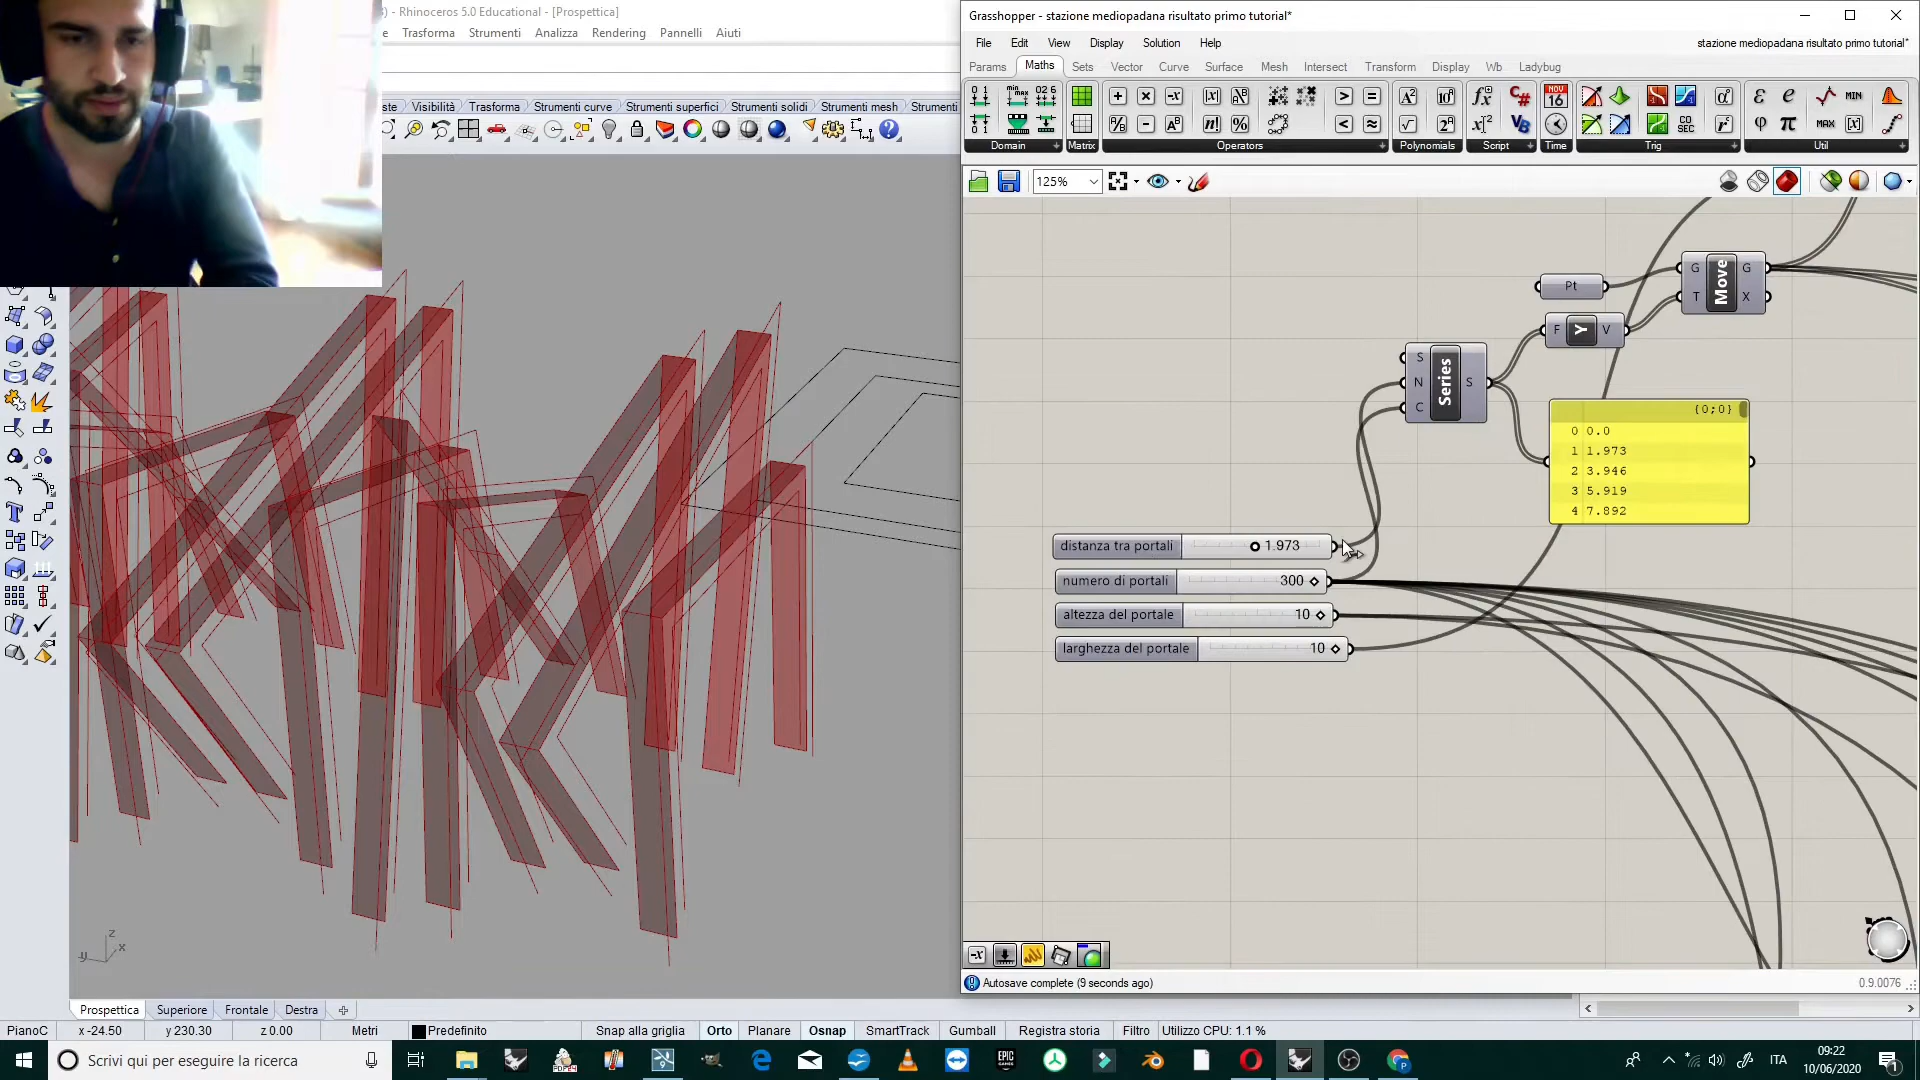 3) - Rhinoceros 5.0 Educational - [Prospettica]
e Trasforma Strumenti Analizza Rendering Pannelli Aiuti
ste Visibilità Trasforma Strumenti curve Strumenti superfici Strumenti solidi Strumenti mesh Strumenti
Grasshopper - stazione mediopadana risultato primo tutorial*
File Edit View Display Solution Help
stazione mediopadana risultato primo tutorial*
Params Maths Sets Vector Curve Surface Mesh Intersect Transform Display Wb Ladybug
Domain Matrix Operators Polynomials Script Time Trig Util
125%
Pt
G Move G
T X
F Y V
S Series S
N
C
{0;0}
0 0.0
1 1.973
2 3.946
3 5.919
4 7.892
distanza tra portali 1.973
numero di portali 300
altezza del portale 10
larghezza del portale 10
z
y x
Autosave complete (9 seconds ago)
0.9.0076
Prospettica Superiore Frontale Destra
PianoC x -24.50 y 230.30 z 0.00 Metri Predefinito Snap alla griglia Orto Planare Osnap SmartTrack Gumball Registra storia Filtro Utilizzo CPU: 1.1 %
Scrivi qui per eseguire la ricerca
ITA
09:22
10/06/2020
1